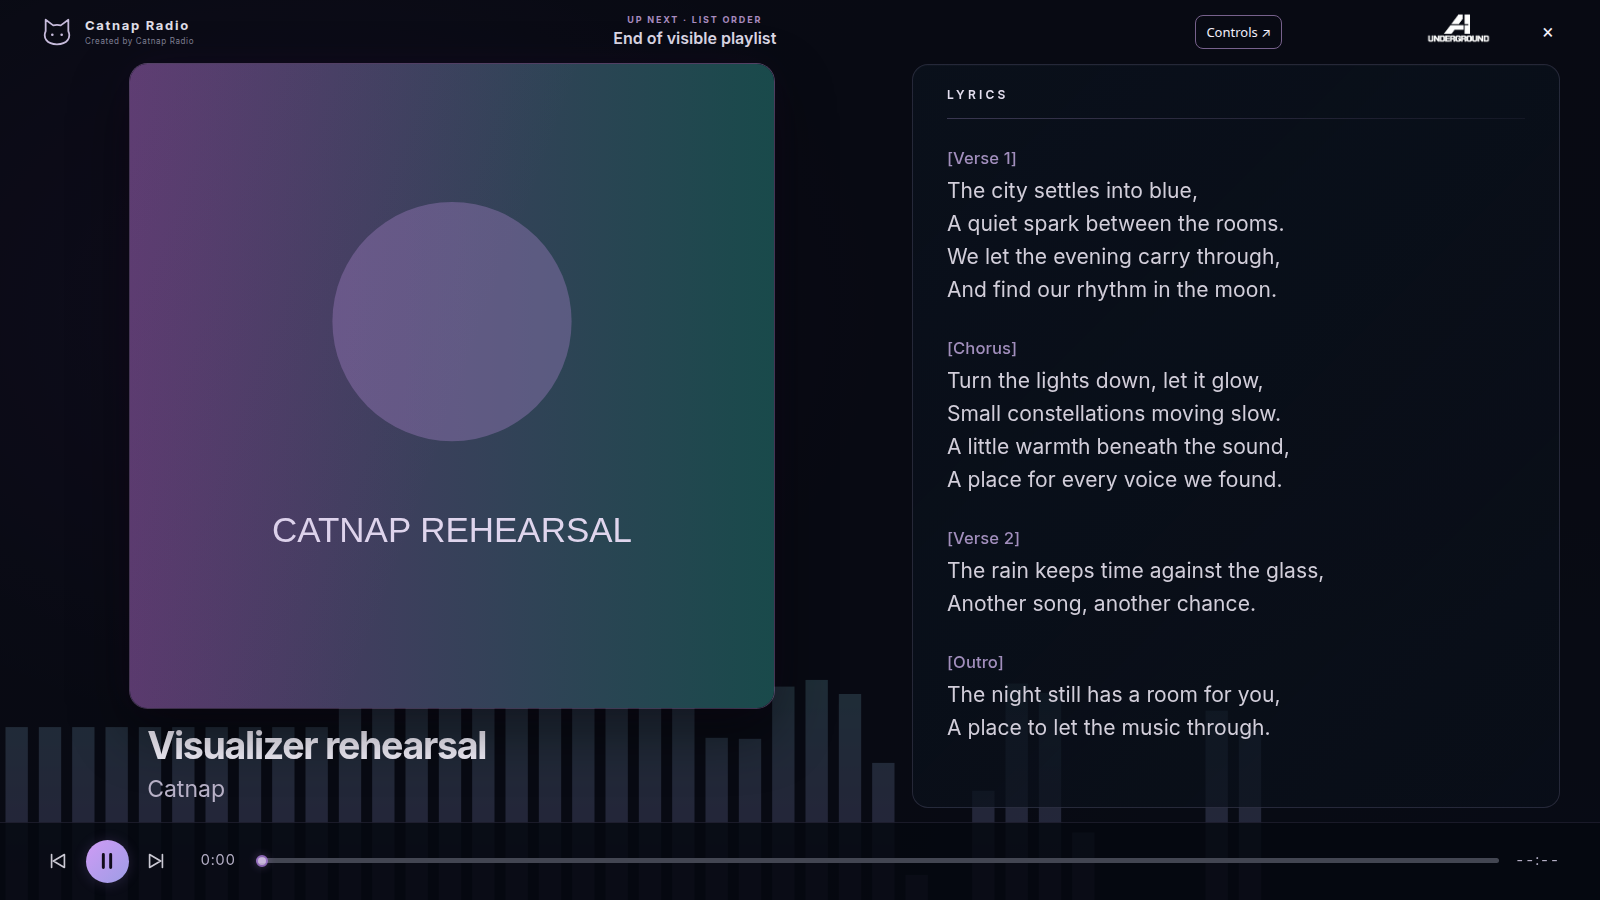 Catnap Radio
Created by Catnap Radio
UP NEXT · LIST ORDER
End of visible playlist
Controls ↗
AI
UNDERGROUND
×
CATNAP REHEARSAL
Visualizer rehearsal
Catnap
LYRICS
[Verse 1]
The city settles into blue,
A quiet spark between the rooms.
We let the evening carry through,
And find our rhythm in the moon.
[Chorus]
Turn the lights down, let it glow,
Small constellations moving slow.
A little warmth beneath the sound,
A place for every voice we found.
[Verse 2]
The rain keeps time against the glass,
Another song, another chance.
[Outro]
The night still has a room for you,
A place to let the music through.
0:00
--:--